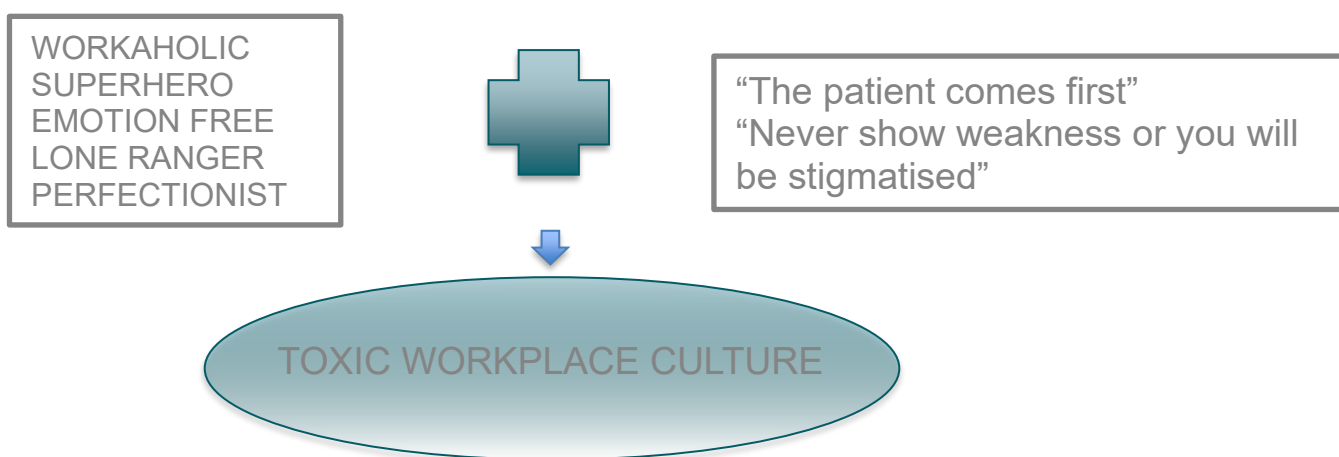 WORKAHOLIC
SUPERHERO
EMOTION FREE
LONE RANGER
PERFECTIONIST
“The patient comes first”
“Never show weakness or you will
be stigmatised”
TOXIC WORKPLACE CULTURE